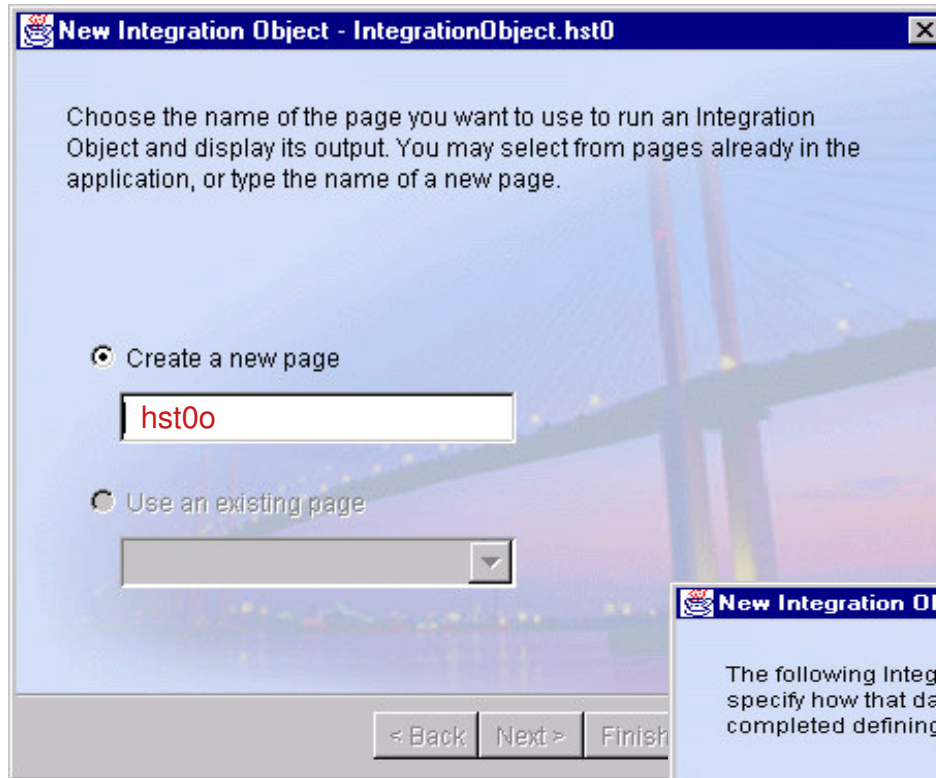 New Integration Object - IntegrationObject.hst0
Choose the name of the page you want to use to run an Integration
Object and display its output. You may select from pages already in the
application, or type the name of a new page.
Create a new page
hst0o
Use an existing page
< Back
Next >
Finish
New Integration
The following
specify how that
completed defining